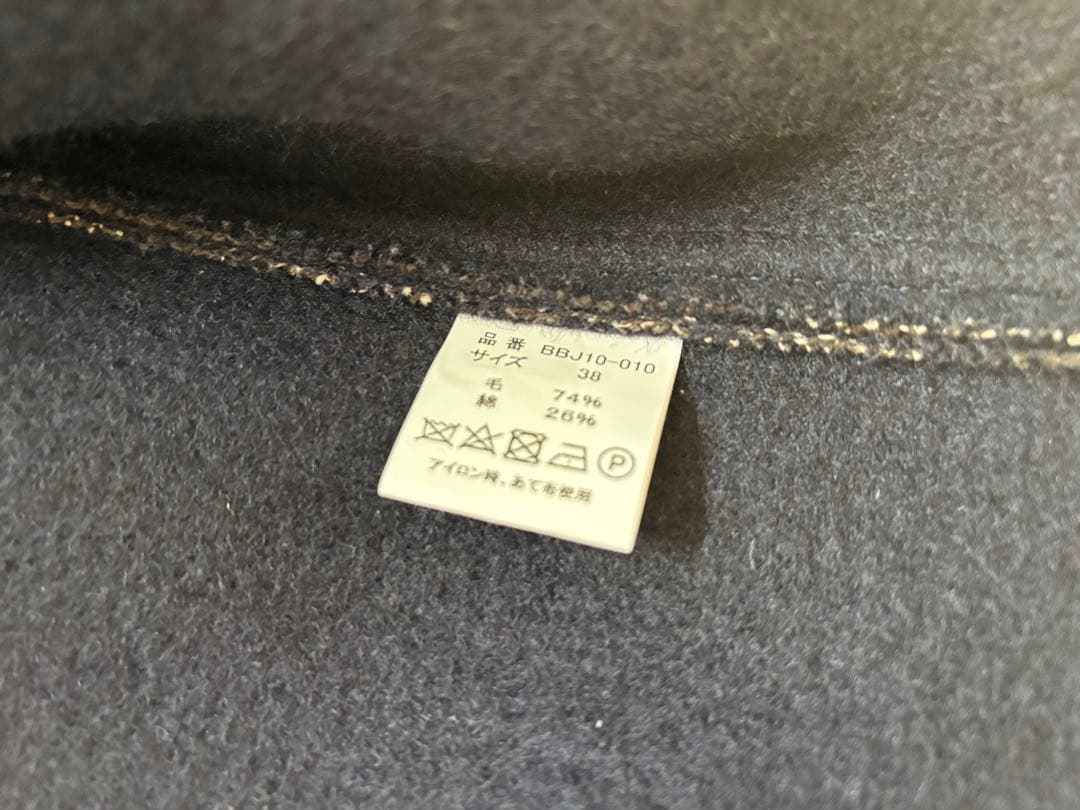 品番 BBJ10-010
サイズ 38
毛 74%
綿 26%
P
アイロン時、あて布使用